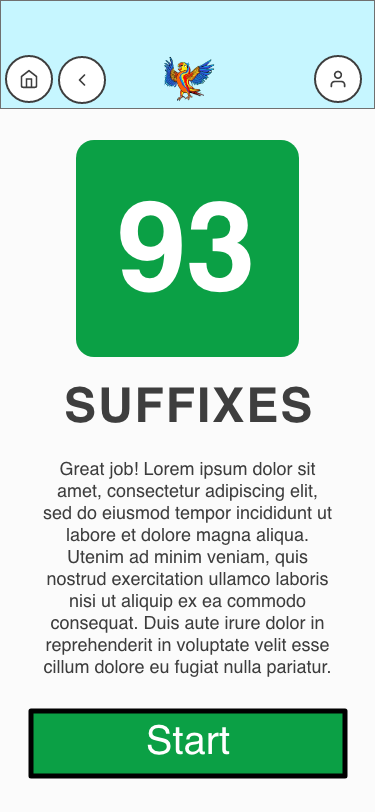 93
SUFFIXES
Great job! Lorem ipsum dolor sit
amet, consectetur adipiscing elit,
sed do eiusmod tempor incididunt ut
labore et dolore magna aliqua.
Utenim ad minim veniam, quis
nostrud exercitation ullamco laboris
nisi ut aliquip ex ea commodo
consequat. Duis aute irure dolor in
reprehenderit in voluptate velit esse
cillum dolore eu fugiat nulla pariatur.
Start